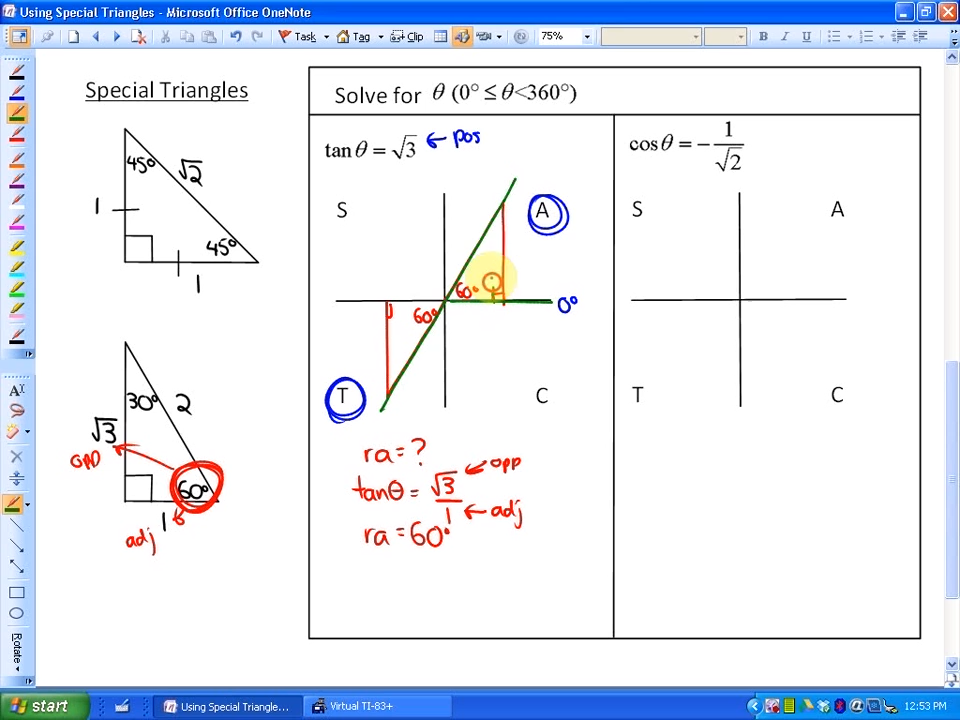 Using Special Triangles - Microsoft Office OneNote
Task
Tag
Clip
75%
B I U
Special Triangles
45°
√2
1
45°
1
30°
2
√3
opp
60°
1
adj
Solve for θ (0° ≤ θ<360°)
tan θ = √3 ← pos
S
A
60°
0°
60°
T
C
ra = ?
tanθ = √3/1
← opp
← adj
ra = 60°
cos θ = -1/√2
S
A
T
C
Rotate
start
Using Special Triangle...
Virtual TI-83+
12:53 PM